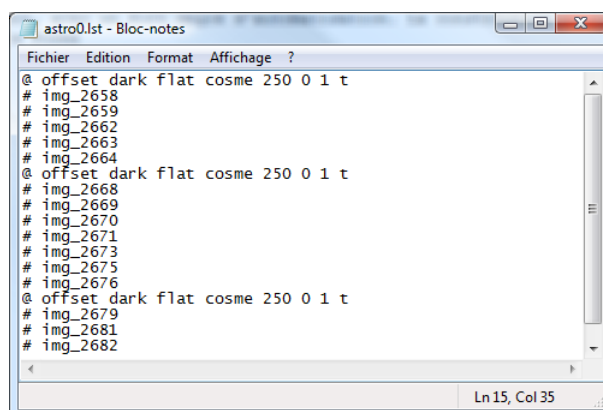 astro0.lst - Bloc-notes
Fichier Edition Format Affichage ?
@ offset dark flat cosme 250 0 1 t
# img_2658
# img_2659
# img_2662
# img_2663
# img_2664
@ offset dark flat cosme 250 0 1 t
# img_2668
# img_2669
# img_2670
# img_2671
# img_2673
# img_2675
# img_2676
@ offset dark flat cosme 250 0 1 t
# img_2679
# img_2681
# img_2682
Ln 15, Col 35